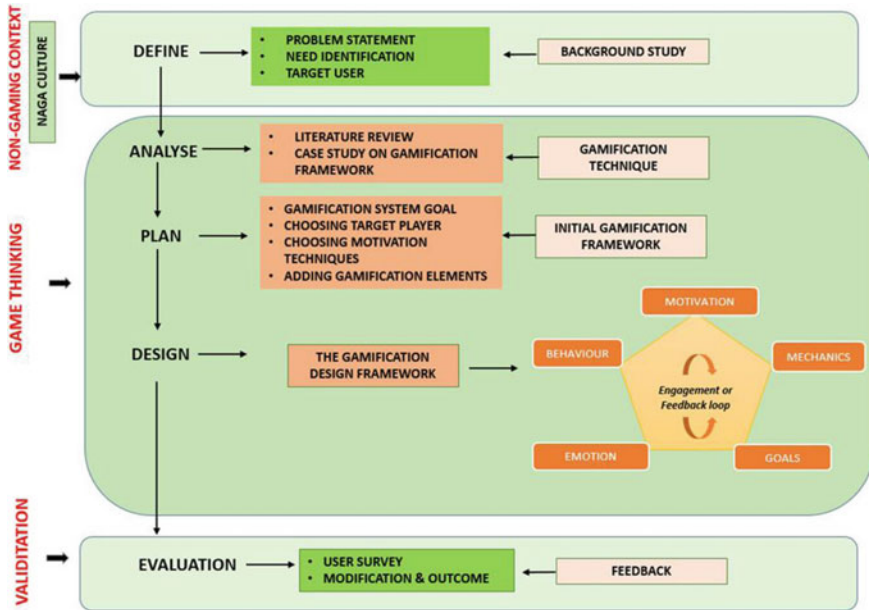 NON-GAMING CONTEXT
NAGA CULTURE
DEFINE
• PROBLEM STATEMENT
• NEED IDENTIFICATION
• TARGET USER
BACKGROUND STUDY
GAME THINKING
ANALYSE
• LITERATURE REVIEW
• CASE STUDY ON GAMIFICATION
FRAMEWORK
GAMIFICATION
TECHNIQUE
PLAN
• GAMIFICATION SYSTEM GOAL
• CHOOSING TARGET PLAYER
• CHOOSING MOTIVATION
TECHNIQUES
• ADDING GAMIFICATION ELEMENTS
INITIAL GAMIFICATION
FRAMEWORK
DESIGN
THE GAMIFICATION
DESIGN FRAMEWORK
MOTIVATION
BEHAVIOUR
MECHANICS
Engagement or
Feedback loop
EMOTION
GOALS
VALIDITATION
EVALUATION
• USER SURVEY
• MODIFICATION & OUTCOME
FEEDBACK